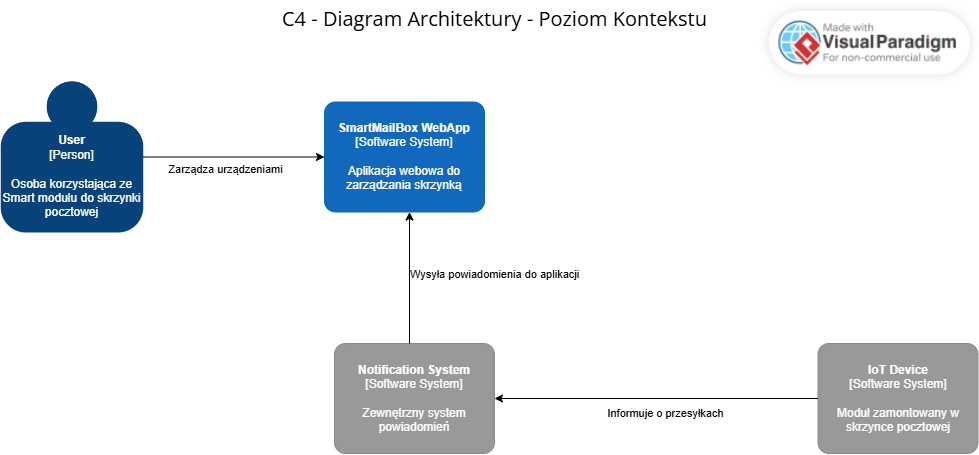 C4 - Diagram Architektury - Poziom Kontekstu
Made with
Visual Paradigm
For non-commercial use
User
[Person]
Osoba korzystająca ze
Smart modułu do skrzynki
pocztowej
Zarządza urządzeniami
SmartMailBox WebApp
[Software System]
Aplikacja webowa do
zarządzania skrzynką
Wysyła powiadomienia do aplikacji
Notification System
[Software System]
Zewnętrzny system
powiadomień
Informuje o przesyłkach
IoT Device
[Software System]
Moduł zamontowany w
skrzynce pocztowej